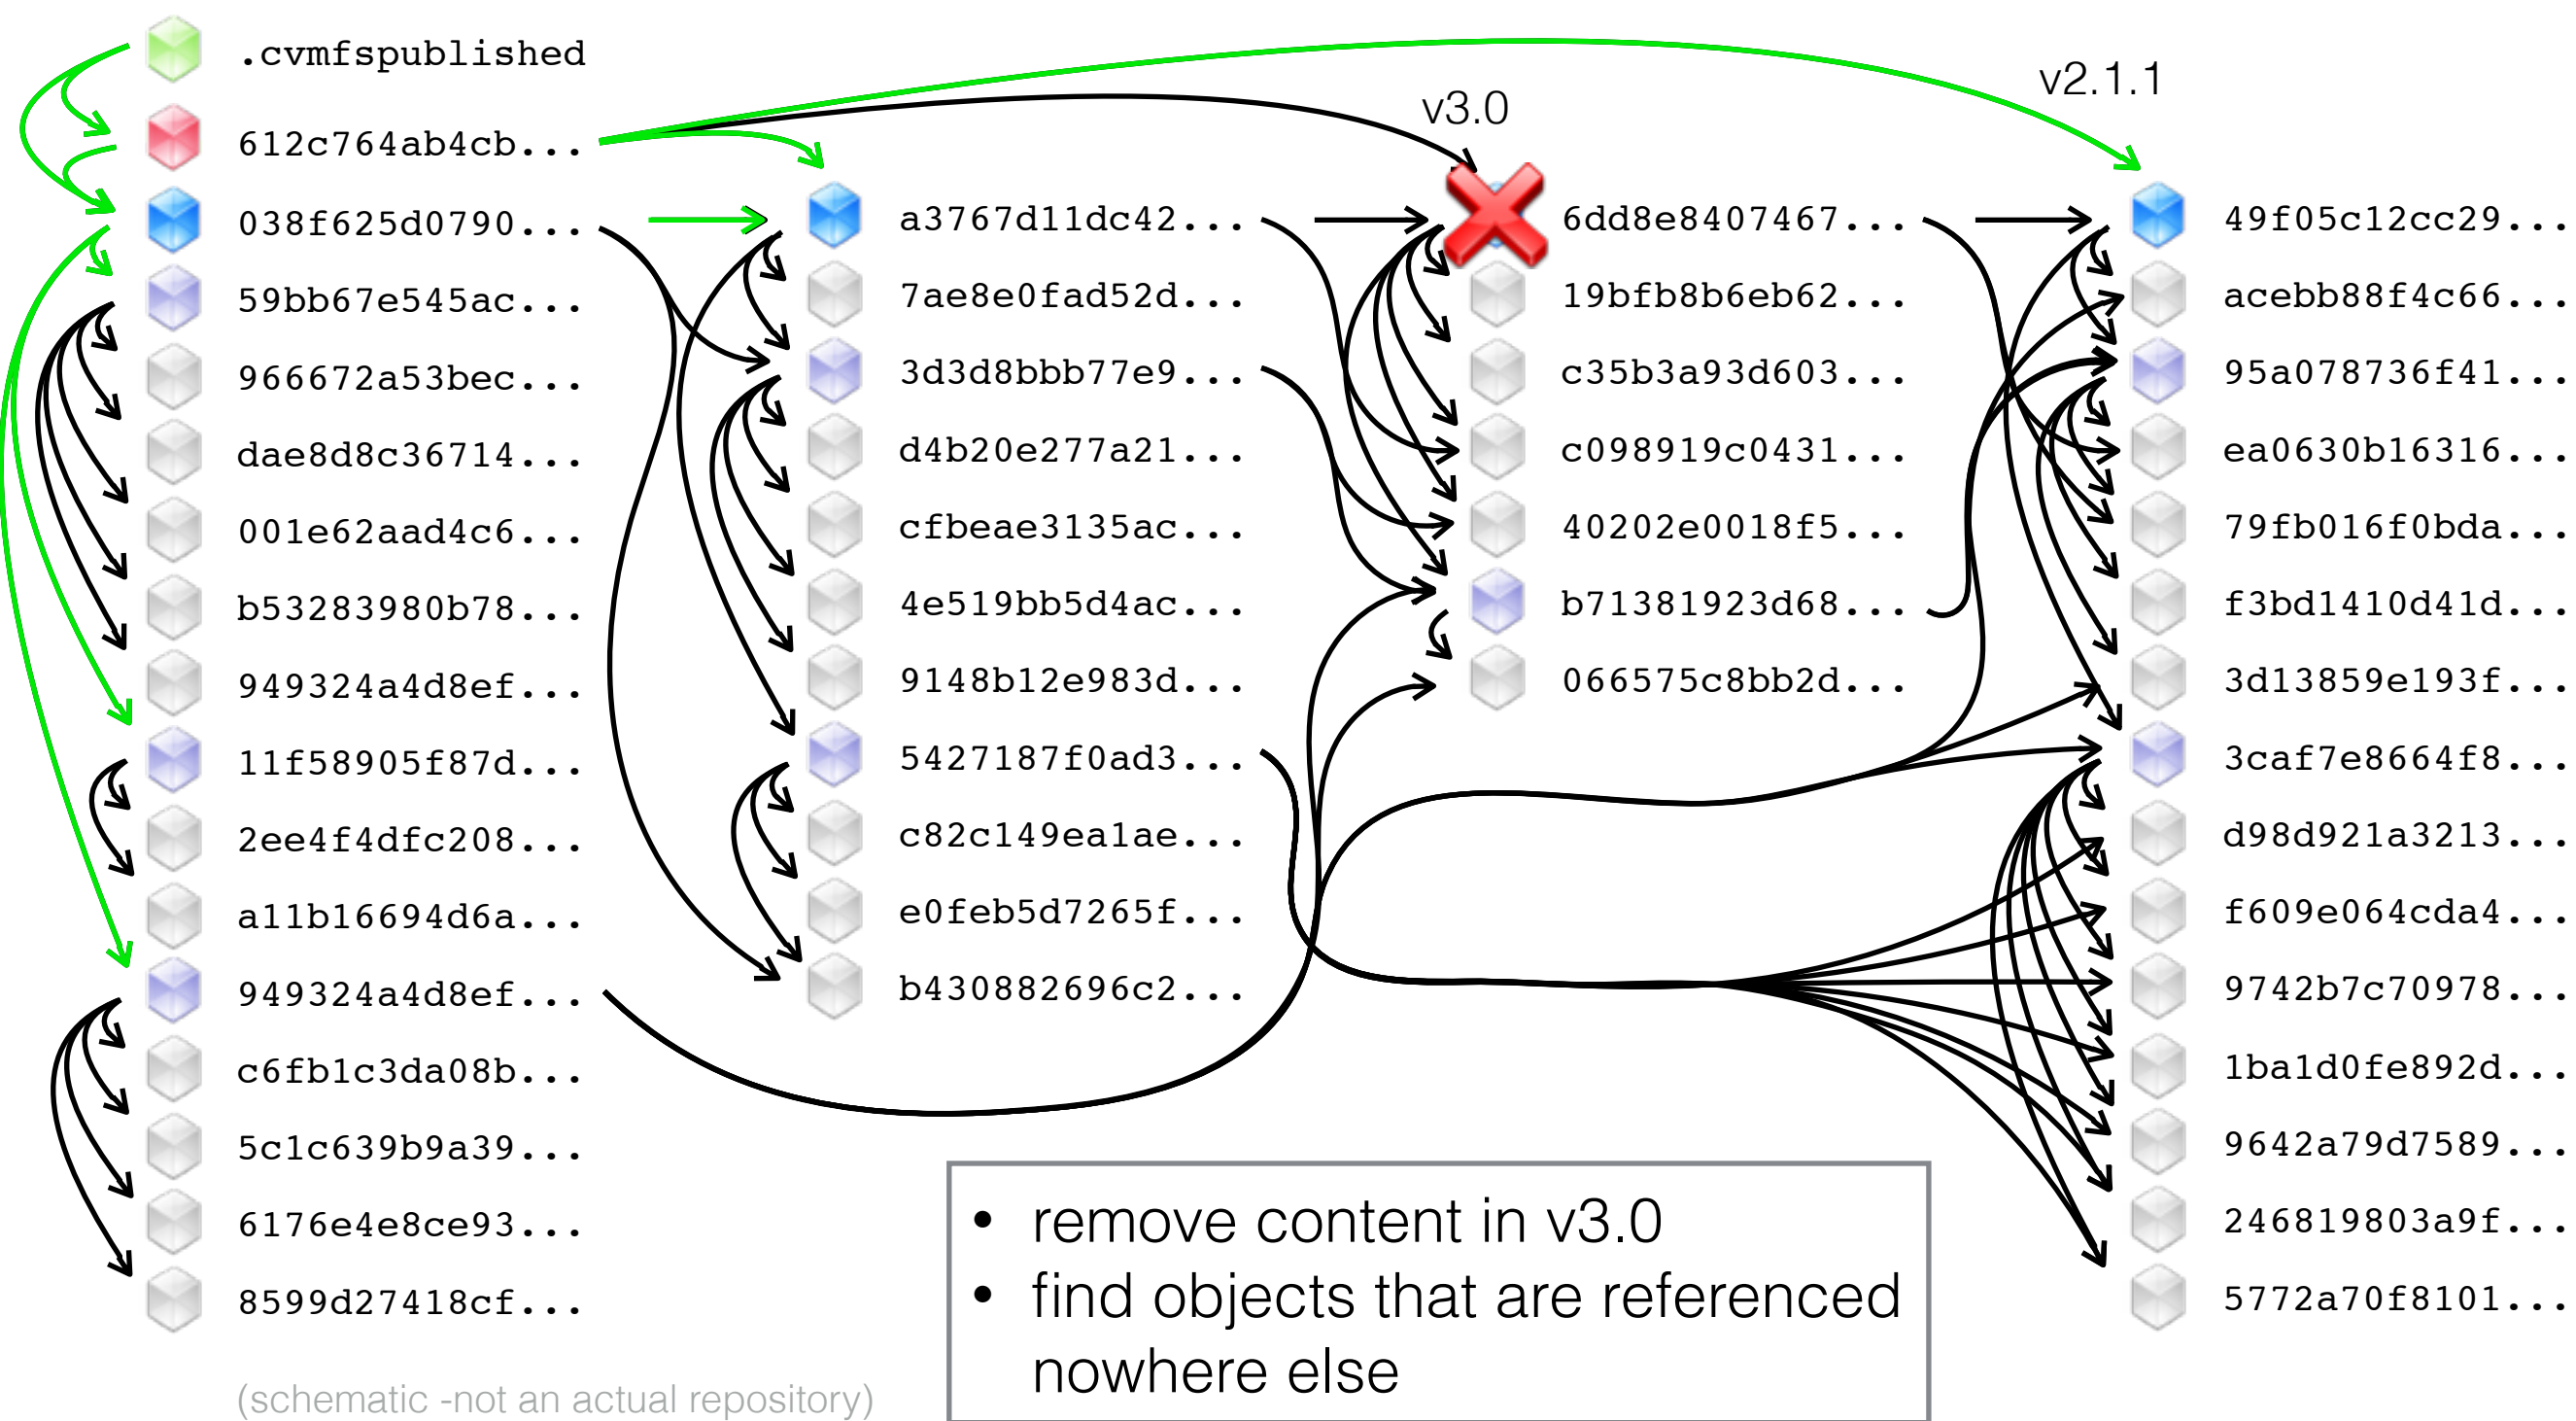 .cvmfspublished
612c764ab4cb...
038f625d0790...
59bb67e545ac...
966672a53bec...
dae8d8c36714...
001e62aad4c6...
b53283980b78...
949324a4d8ef...
11f58905f87d...
2ee4f4dfc208...
a11b16694d6a...
949324a4d8ef...
c6fb1c3da08b...
5c1c639b9a39...
6176e4e8ce93...
8599d27418cf...
(schematic -not an actual repository)
a3767d11dc42...
7ae8e0fad52d...
3d3d8bbb77e9...
d4b20e277a21...
cfbeae3135ac...
4e519bb5d4ac...
9148b12e983d...
5427187f0ad3...
c82c149ea1ae...
e0feb5d7265f...
b430882696c2...
v3.0
6dd8e8407467...
19bfb8b6eb62...
c35b3a93d603...
c098919c0431...
40202e0018f5...
b71381923d68...
066575c8bb2d...
v2.1.1
49f05c12cc29...
acebb88f4c66...
95a078736f41...
ea0630b16316...
79fb016f0bda...
f3bd1410d41d...
3d13859e193f...
3caf7e8664f8...
d98d921a3213...
f609e064cda4...
9742b7c70978...
1ba1d0fe892d...
9642a79d7589...
246819803a9f...
5772a70f8101...
• remove content in v3.0
• find objects that are referenced
nowhere else